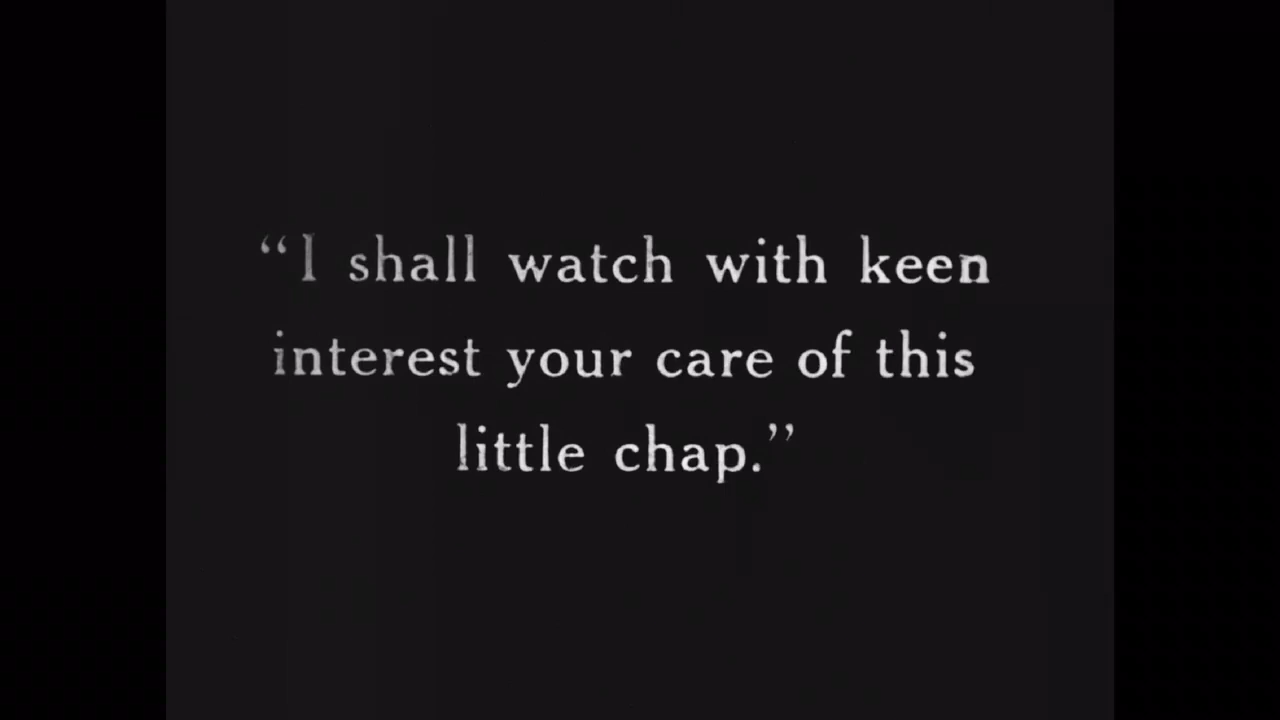 “I shall watch with keen
interest your care of this
little chap.”